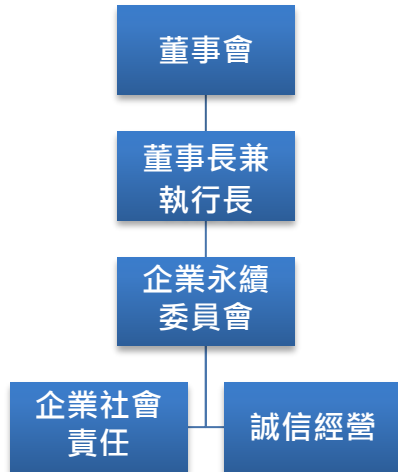 董事會
董事長兼
執行長
企業永續
委員會
企業社會
責任
誠信經營